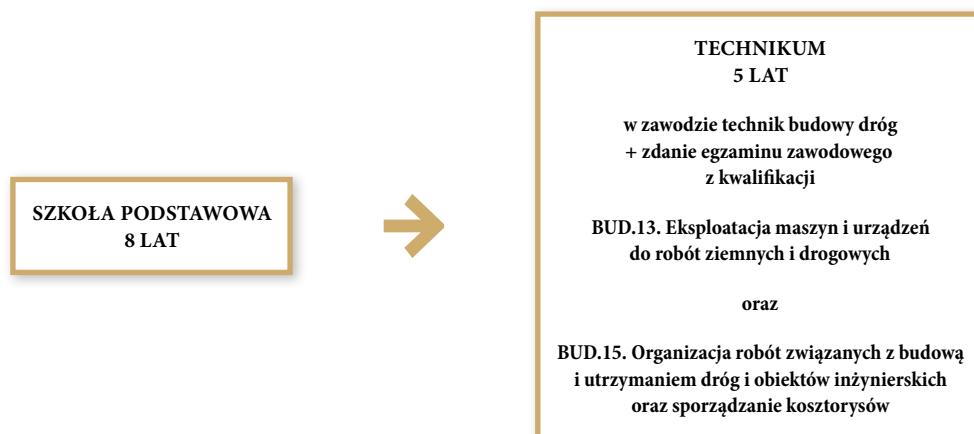 SZKOŁA PODSTAWOWA
8 LAT
TECHNIKUM
5 LAT
w zawodzie technik budowy dróg
+ zdanie egzaminu zawodowego
z kwalifikacji
BUD.13. Eksploatacja maszyn i urządzeń
do robót ziemnych i drogowych
oraz
BUD.15. Organizacja robót związanych z budową
i utrzymaniem dróg i obiektów inżynierskich
oraz sporządzanie kosztorysów